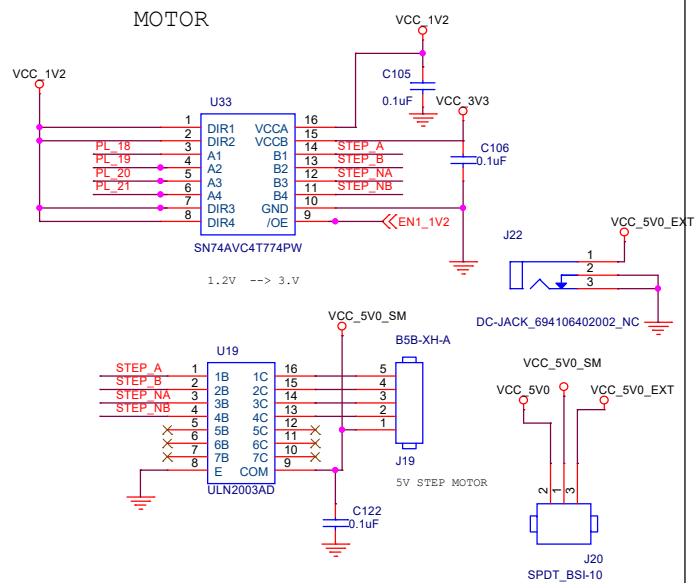 MOTOR
VCC_1V2
VCC_1V2
C105
0.1uF
VCC_3V3
C106
0.1uF
U33
1 DIR1 VCCA 16
2 DIR2 VCCB 15
PL_18 3 A1 B1 14 STEP_A
PL_19 4 A2 B2 13 STEP_B
PL_20 5 A3 B3 12 STEP_NA
PL_21 6 A4 B4 11 STEP_NB
7 DIR3 GND 10
8 DIR4 /OE 9 EN1_1V2
SN74AVC4T774PW
1.2V --> 3.V
J22
VCC_5V0_EXT
1
2
3
DC-JACK_694106402002_NC
VCC_5V0_SM
B5B-XH-A
U19
STEP_A 1 1B 1C 16 5
STEP_B 2 2B 2C 15 4
STEP_NA 3 3B 3C 14 3
STEP_NB 4 4B 4C 13 2
5 5B 5C 12 1
6 6B 6C 11
7 7B 7C 10
8 E COM 9
ULN2003AD
J19
5V STEP MOTOR
C122
0.1uF
VCC_5V0_SM
VCC_5V0 VCC_5V0_EXT
2 1 3
J20
SPDT_BSI-10